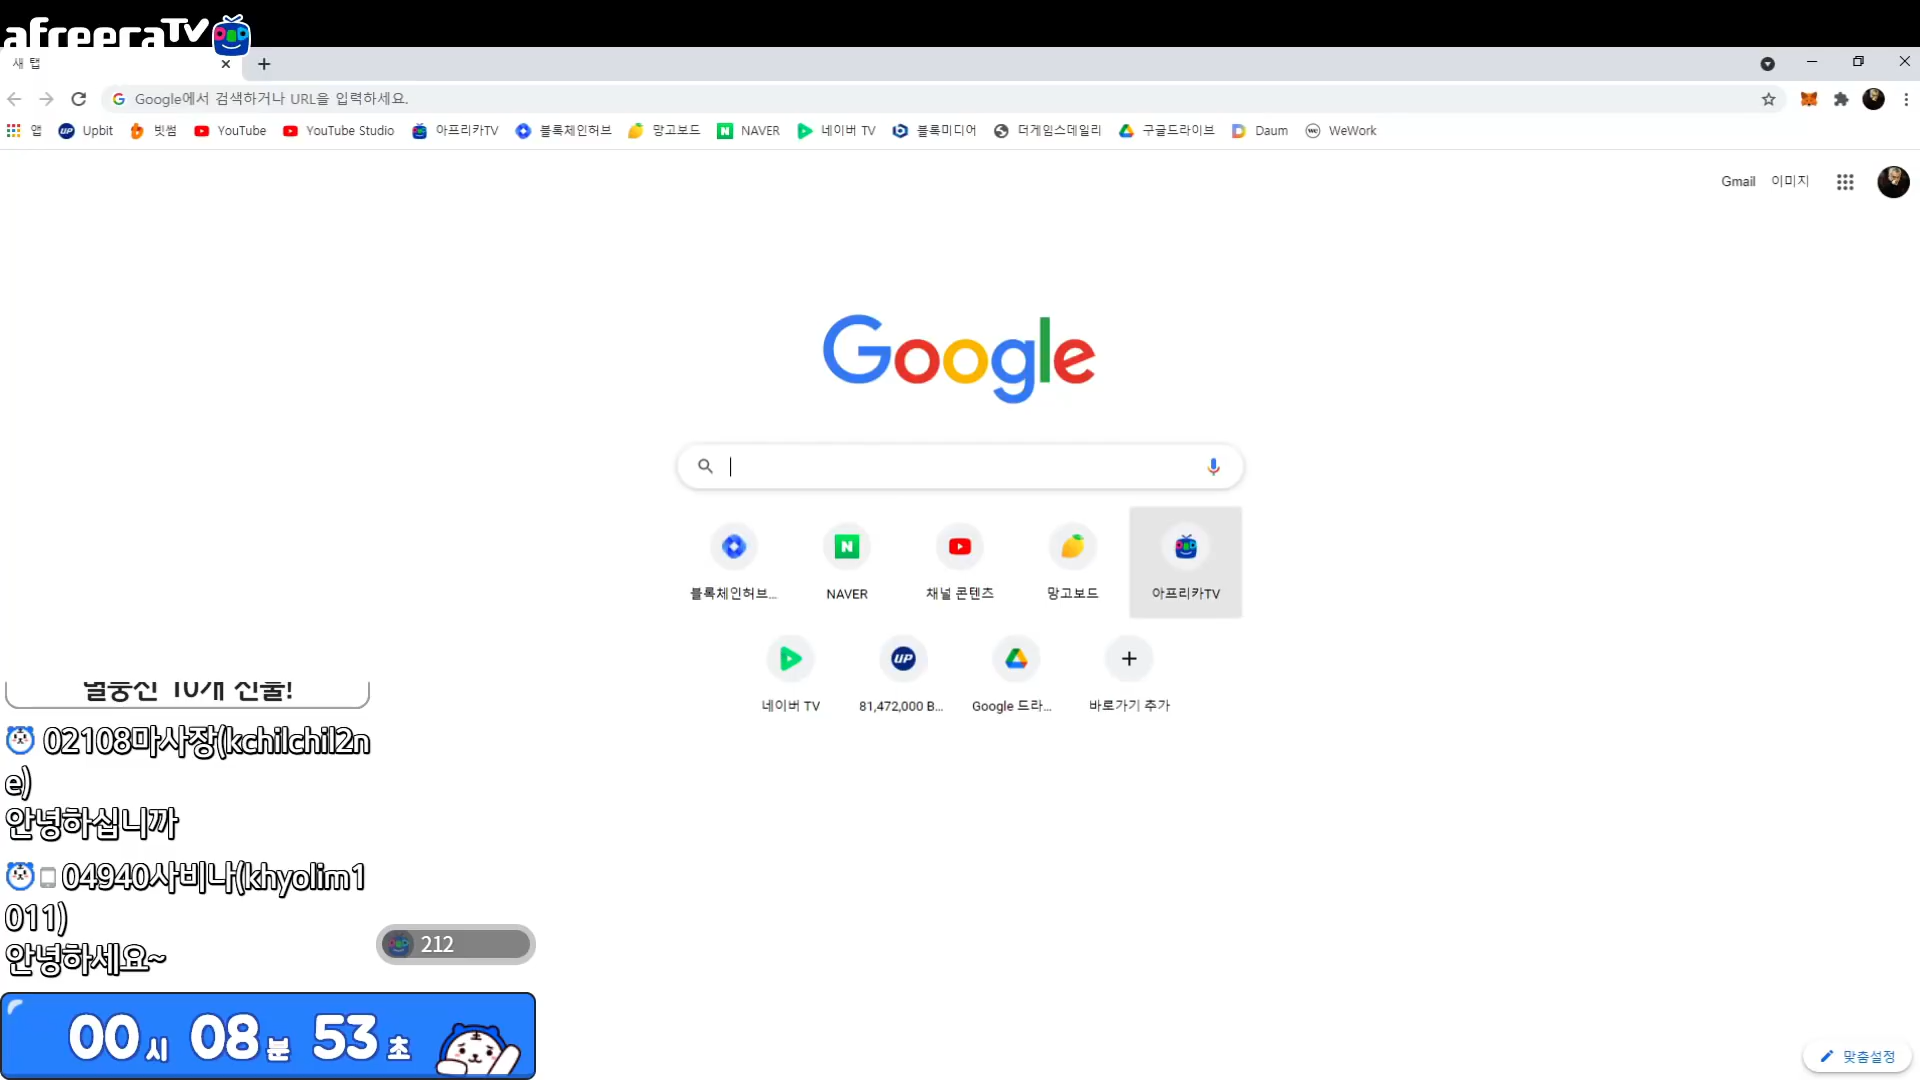 afreecaTV
새 탭
Google에서 검색하거나 URL을 입력하세요.
앱 Upbit 빗썸 YouTube YouTube Studio 아프리카TV 블록체인허브 망고보드 NAVER 네이버 TV 블록미디어 더게임스데일리 구글드라이브 Daum WeWork
Gmail 이미지
Google
블록체인허브... NAVER 채널 콘텐츠 망고보드 아프리카TV
네이버 TV 81,472,000 B... Google 드라... 바로가기 추가
별풍선 10개 선물!
02108마사장(kchilchil2n
e)
안녕하십니까
04940사비나(khyolim1
011)
안녕하세요~
212
00시 08분 53초
맞춤설정